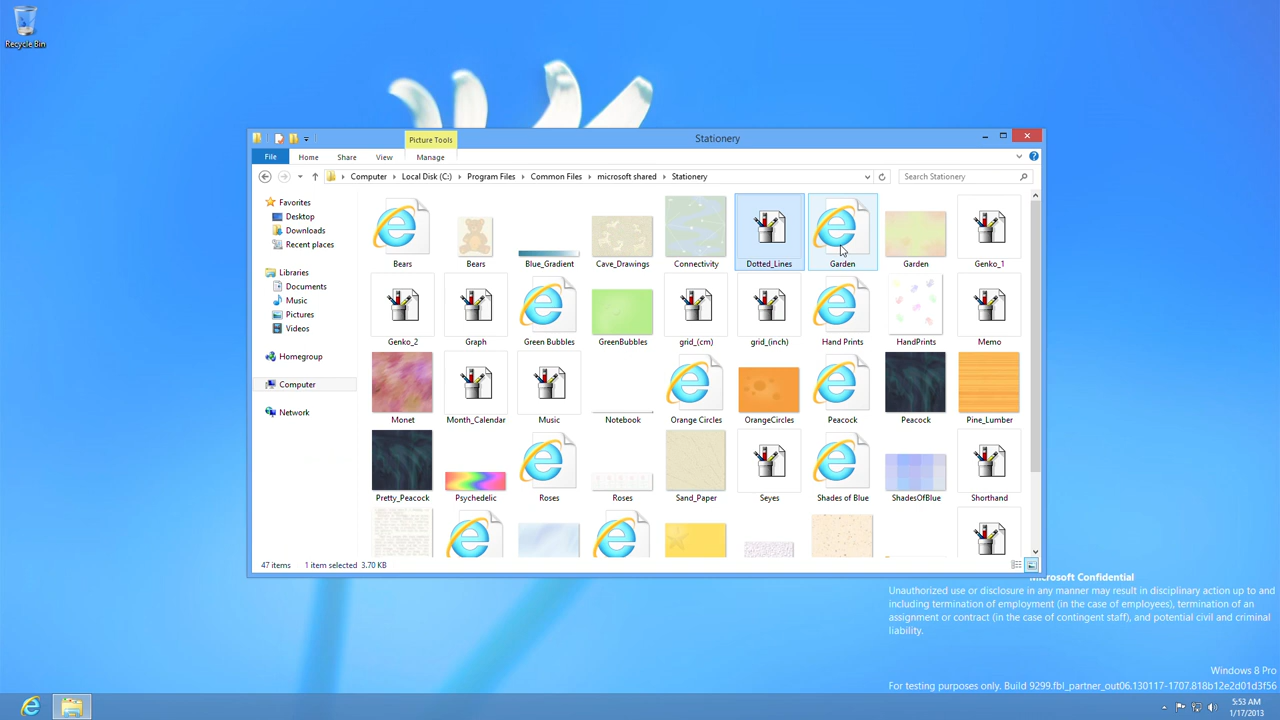 Recycle Bin
Picture Tools
Stationery
File
Home
Share
View
Manage
Computer
Local Disk (C:)
Program Files
Common Files
microsoft shared
Stationery
Search Stationery
Favorites
Desktop
Downloads
Recent places
Libraries
Documents
Music
Pictures
Videos
Homegroup
Computer
Network
Bears
Bears
Blue_Gradient
Cave_Drawings
Connectivity
Dotted_Lines
Garden
Garden
Genko_1
Genko_2
Graph
Green Bubbles
GreenBubbles
grid_(cm)
grid_(inch)
Hand Prints
HandPrints
Memo
Monet
Month_Calendar
Music
Notebook
Orange Circles
OrangeCircles
Peacock
Peacock
Pine_Lumber
Pretty_Peacock
Psychedelic
Roses
Roses
Sand_Paper
Seyes
Shades of Blue
ShadesOfBlue
Shorthand
47 items
1 item selected 3.70 KB
Microsoft Confidential
Unauthorized use or disclosure in any manner may result in disciplinary action up to and
including termination of employment (in the case of employees), termination of an
assignment or contract (in the case of contingent staff), and potential civil and criminal
liability.
Windows 8 Pro
For testing purposes only. Build 9299.fbl_partner_out06.130117-1707.818b12e2d01d3f56
5:53 AM
1/17/2013